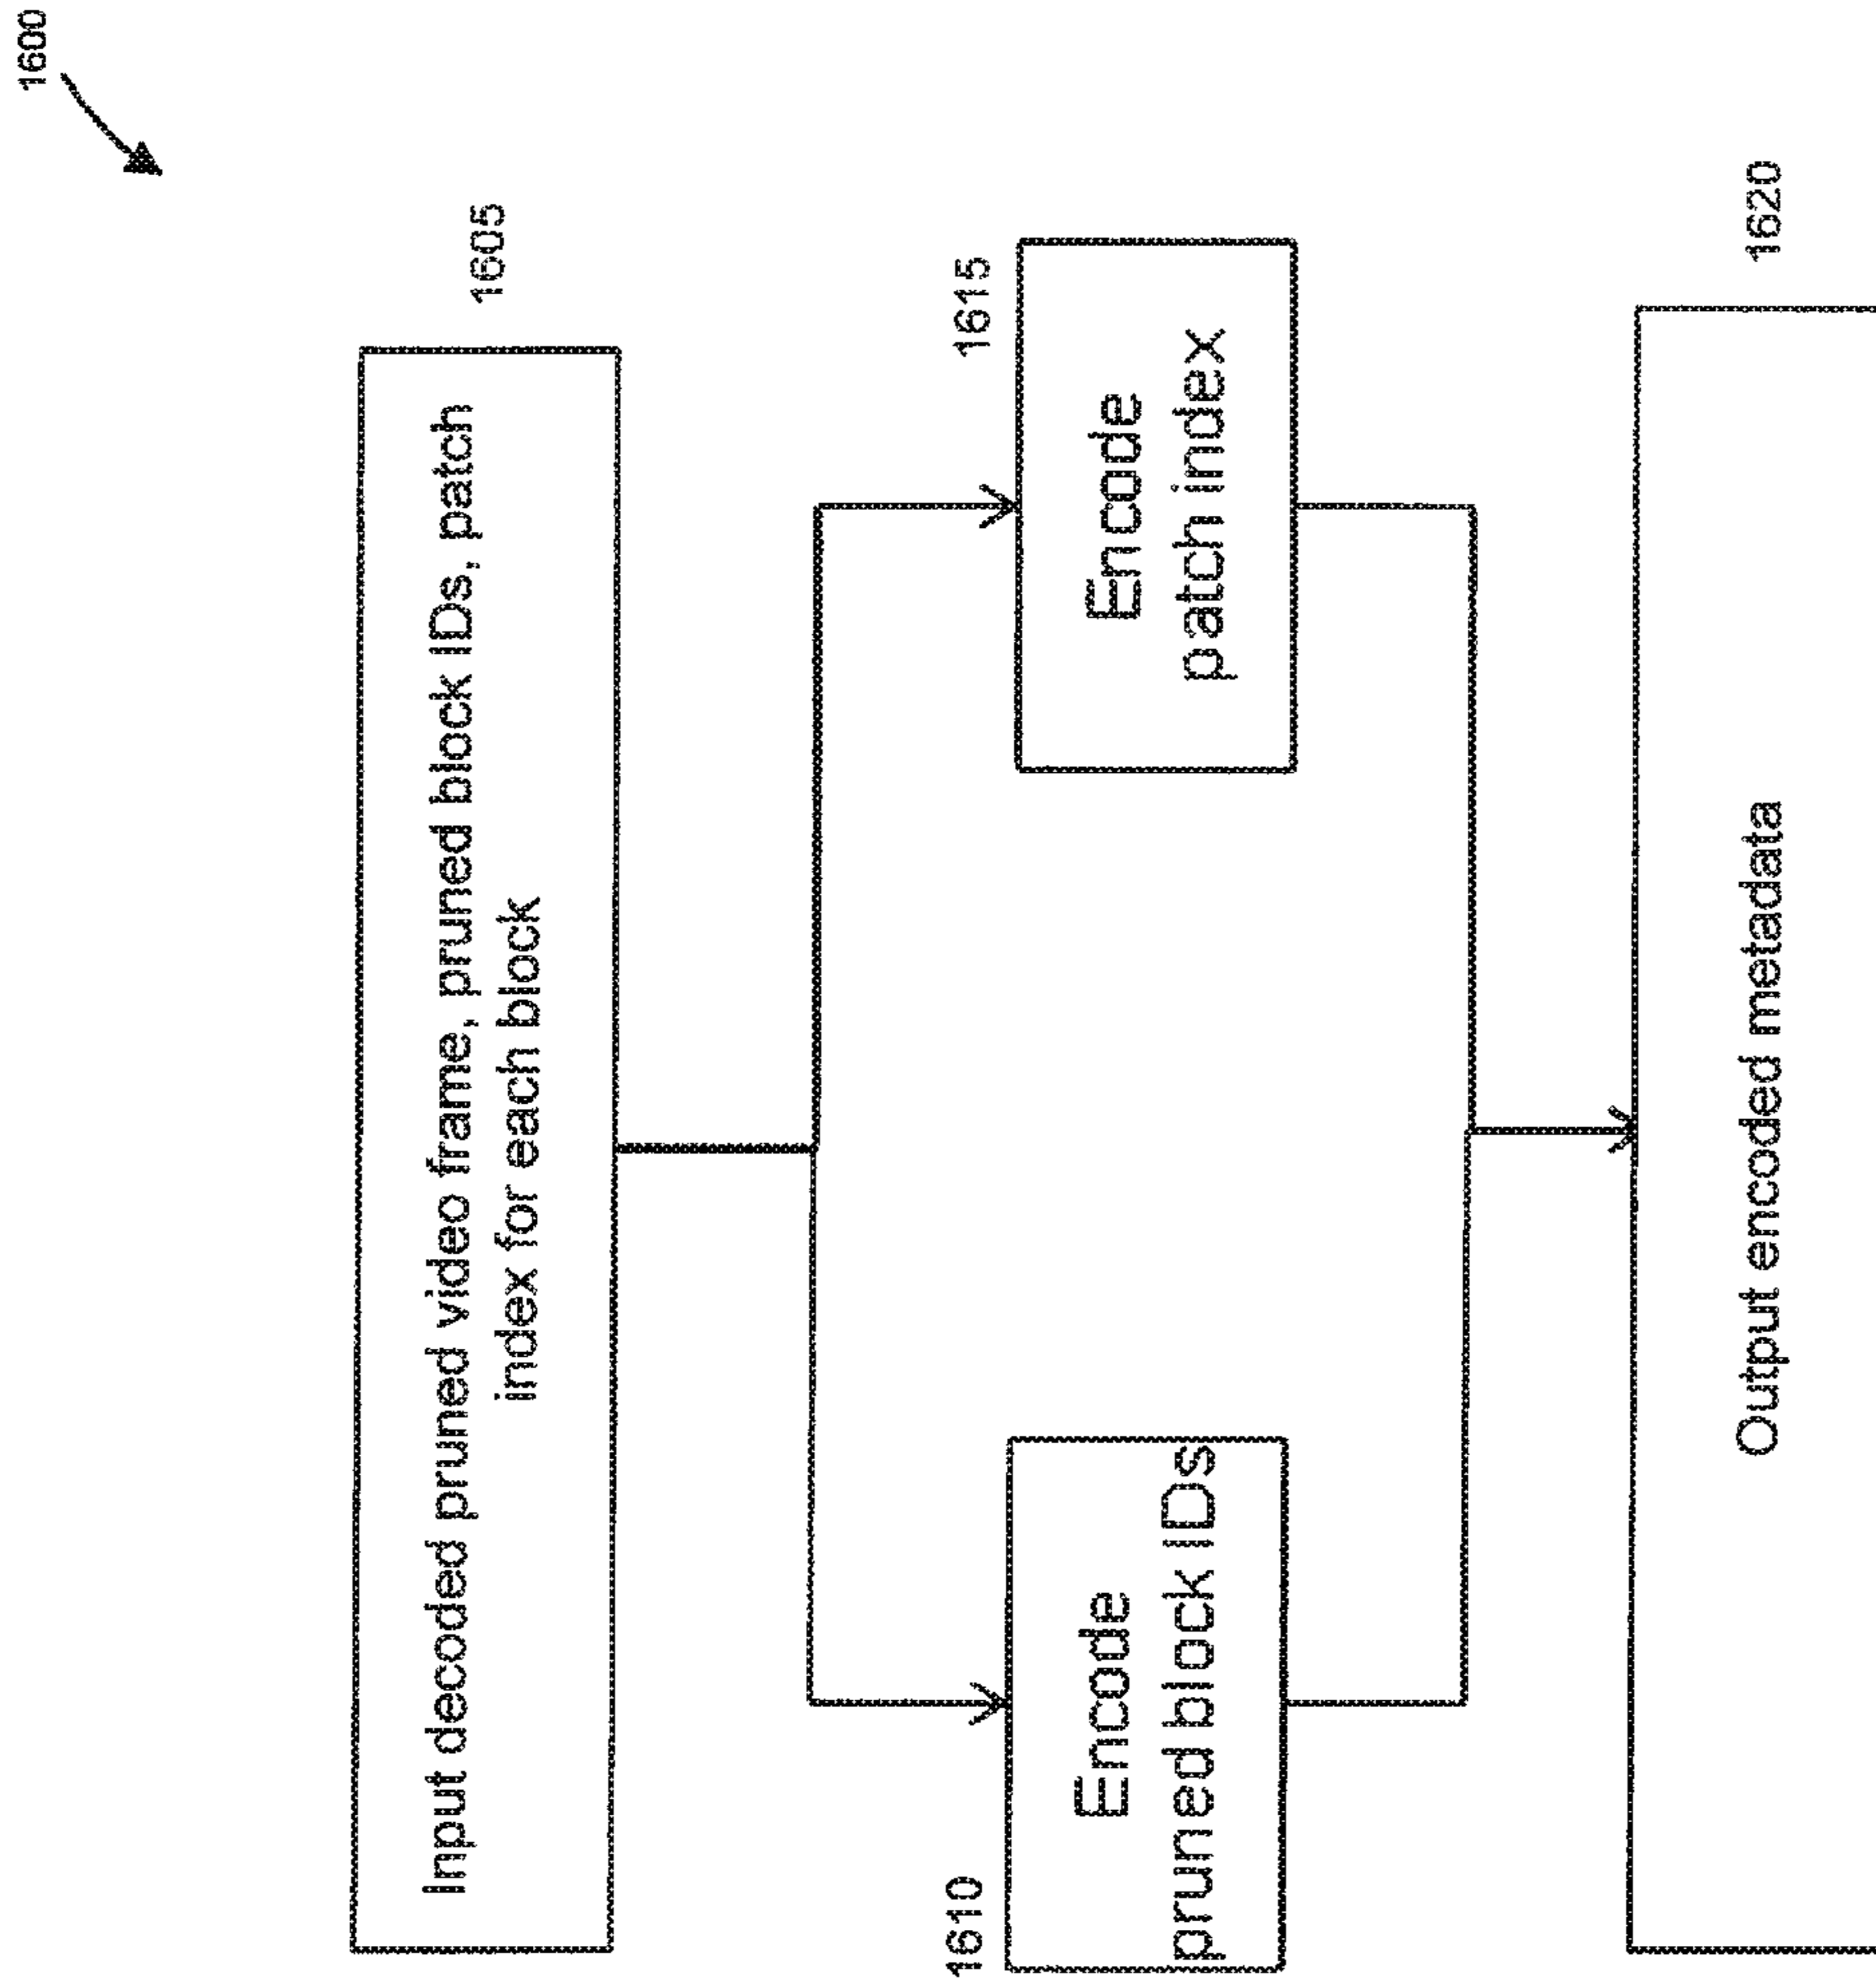 1600
Input decoded pruned video frame, pruned block IDs, patch
index for each block
1605
1610
Encode
pruned block IDs
1615
Encode
patch index
Output encoded metadata
1620